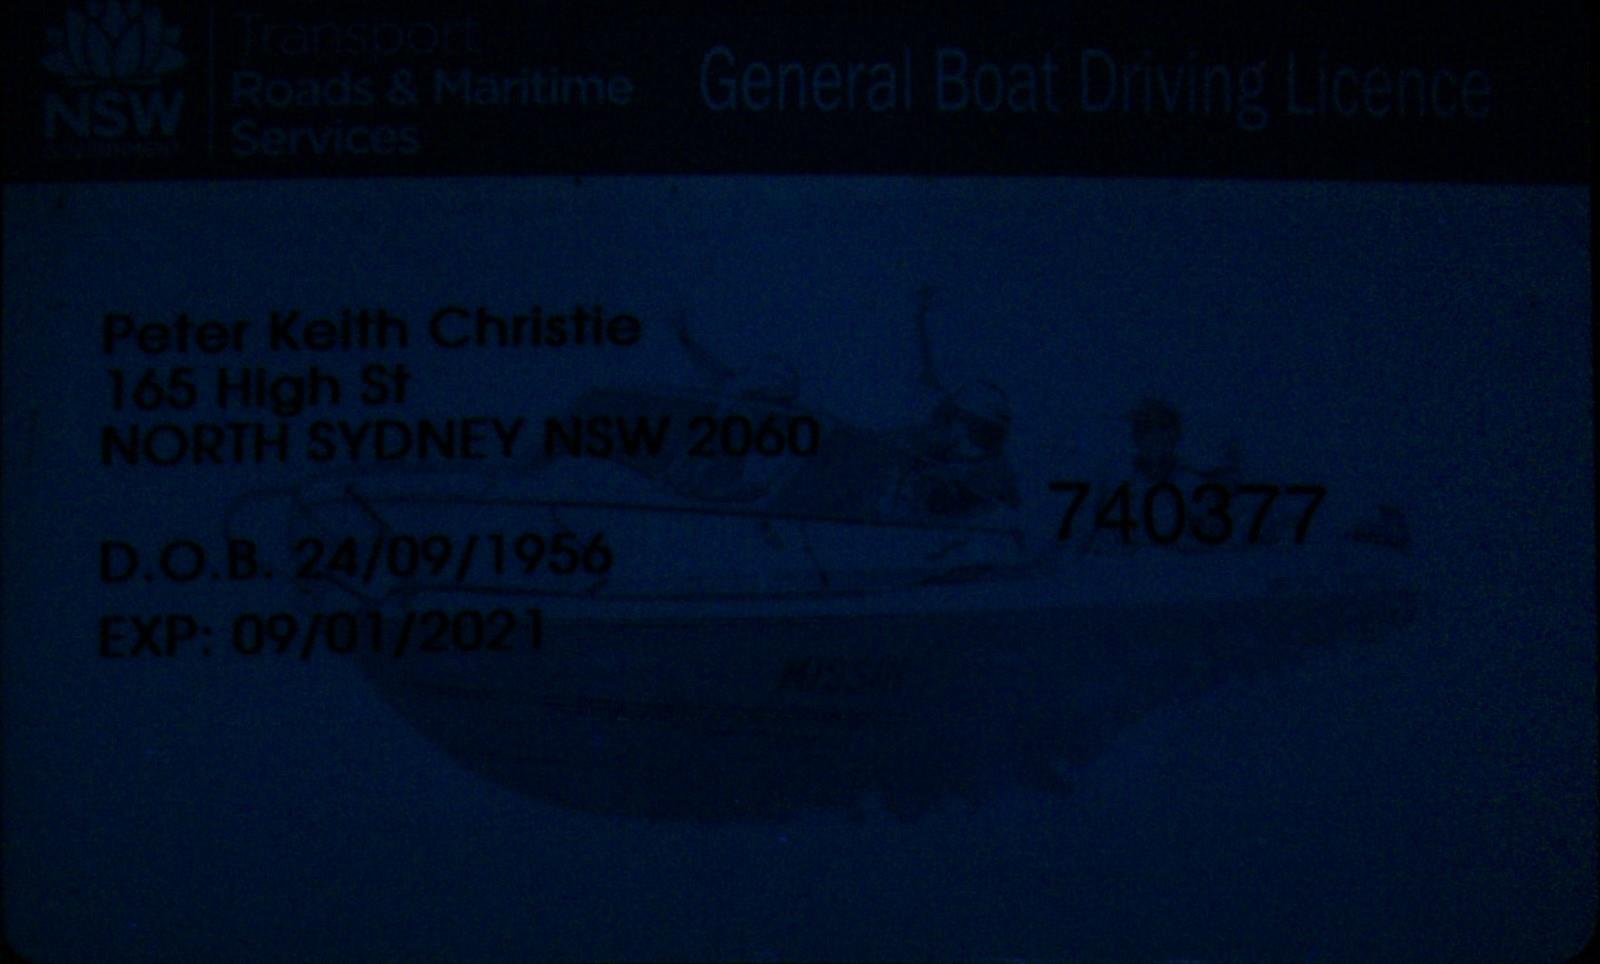 Transport
Roads & Maritime
Services
NSW
GOVERNMENT
General Boat Driving Licence
Peter Keith Christie
165 High St
NORTH SYDNEY NSW 2060
740377
D.O.B. 24/09/1956
EXP: 09/01/2021